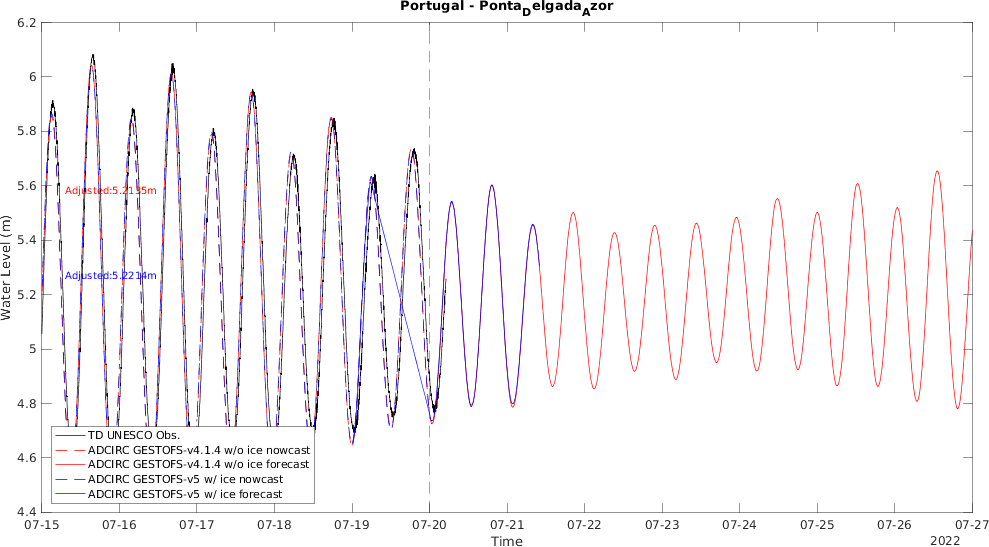 Portugal - Ponta_Delgada_Azor
6.2
6
5.8
5.6
5.4
5.2
5
4.8
4.6
4.4
Water Level (m)
Adjusted:5.2135m
Adjusted:5.2214m
TD UNESCO Obs.
ADCIRC GESTOFS-v4.1.4 w/o ice nowcast
ADCIRC GESTOFS-v4.1.4 w/o ice forecast
ADCIRC GESTOFS-v5 w/ ice nowcast
ADCIRC GESTOFS-v5 w/ ice forecast
07-15 07-16 07-17 07-18 07-19 07-20 07-21 07-22 07-23 07-24 07-25 07-26 07-27
Time
2022